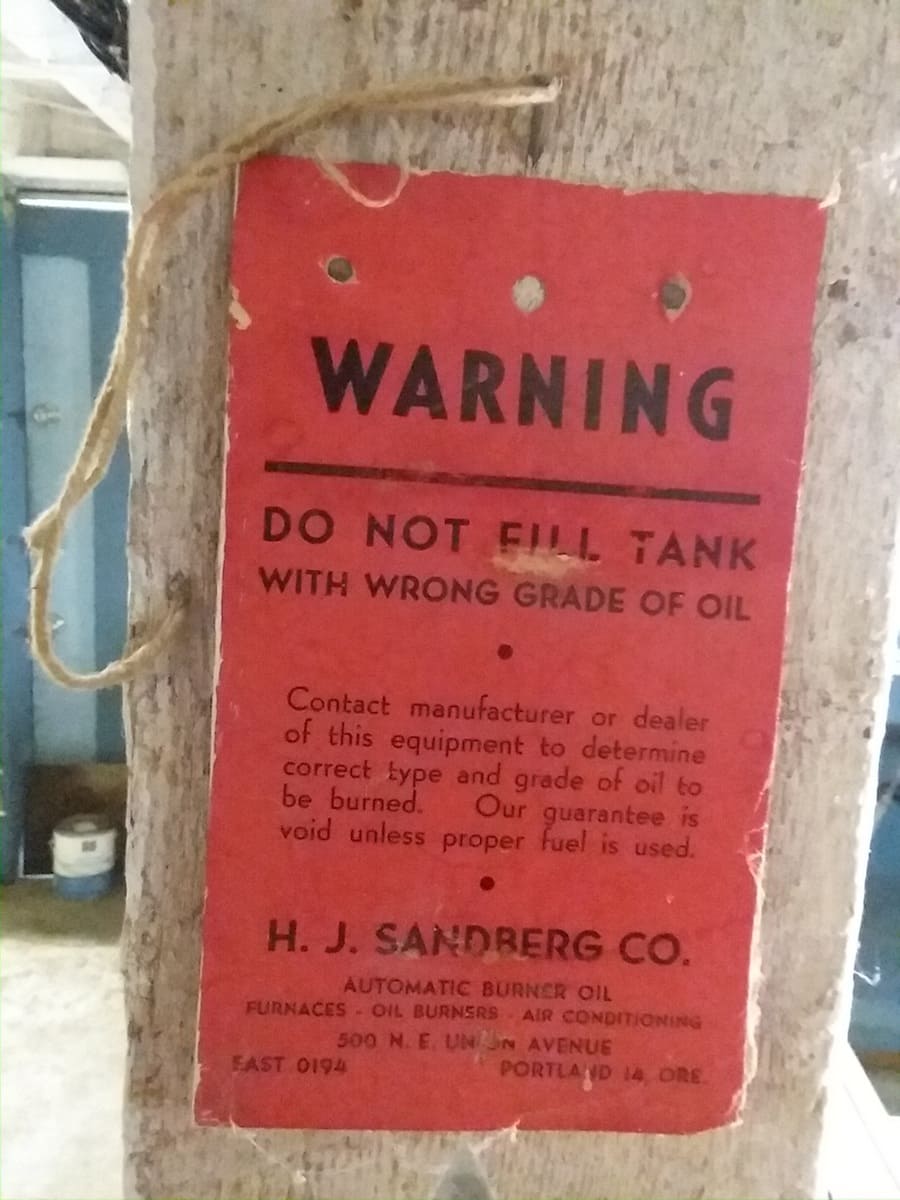 WARNING
DO NOT FILL TANK
WITH WRONG GRADE OF OIL
Contact manufacturer or dealer
of this equipment to determine
correct type and grade of oil to
be burned. Our guarantee is
void unless proper fuel is used.
H. J. SANDBERG CO.
AUTOMATIC BURNER OIL
FURNACES - OIL BURNERS - AIR CONDITIONING
500 N. E. UNION AVENUE
EAST 0194 PORTLAND 14, ORE.